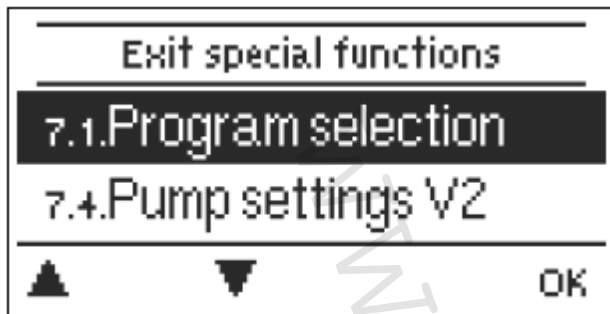 Exit special functions
7.1.Program selection
7.4.Pump settings V2
▲ ▼ OK